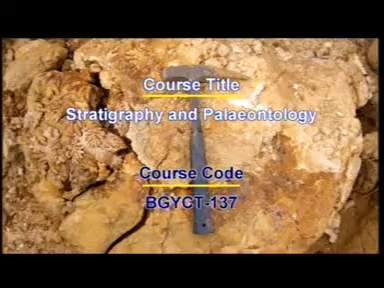 Course Title
Stratigraphy and Palaeontology
Course Code
BGYCT-137